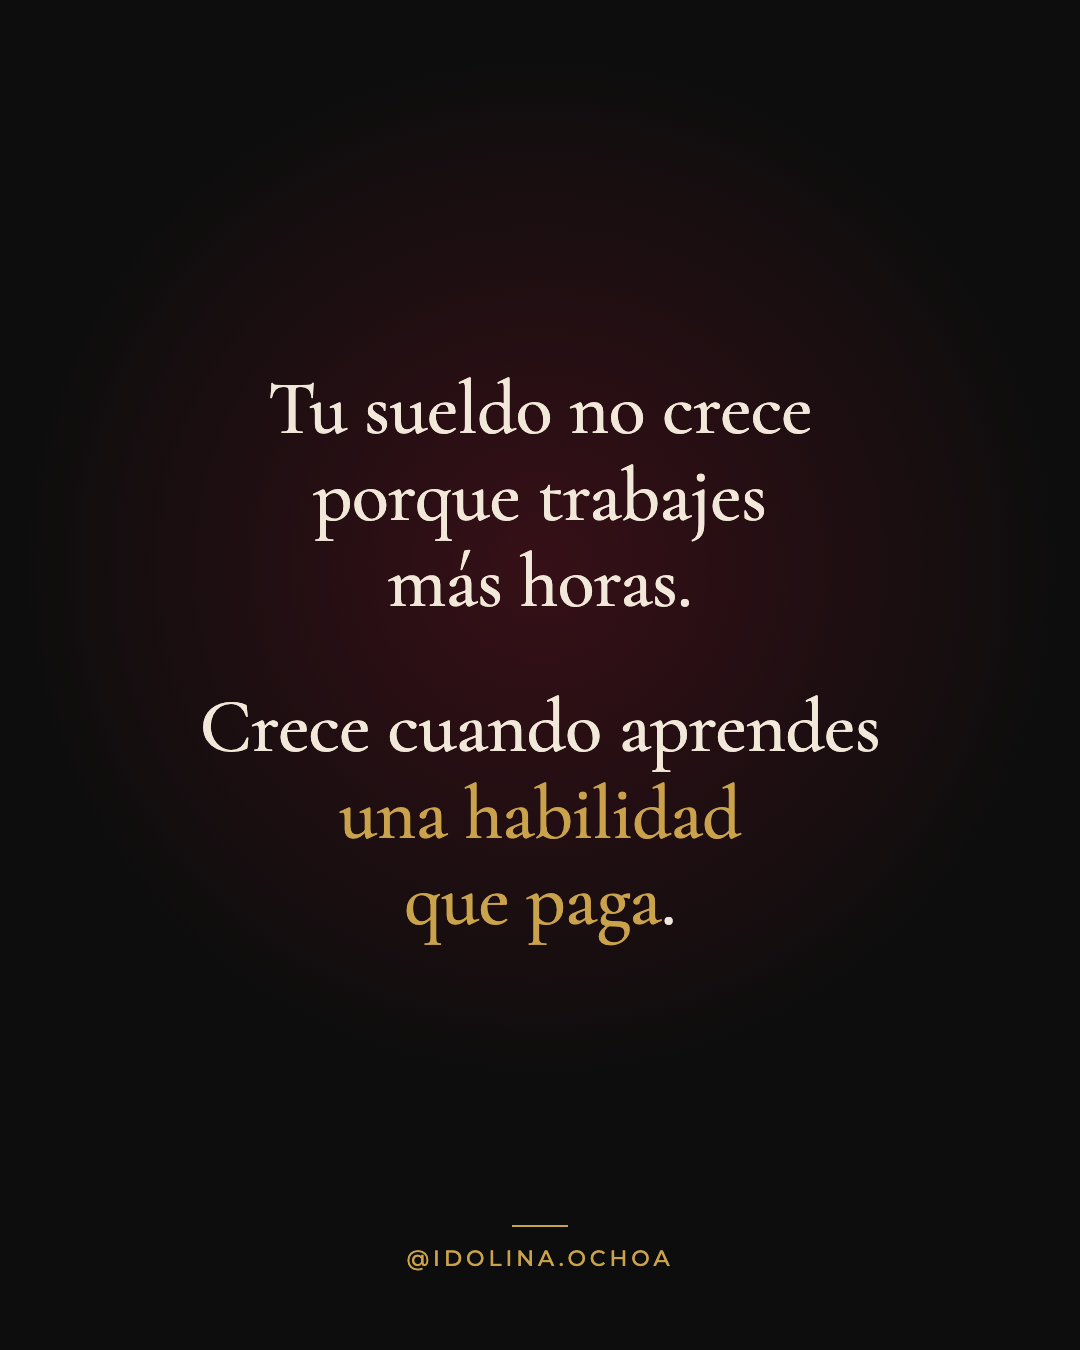 Tu sueldo no crece
porque trabajes
más horas.
Crece cuando aprendes
una habilidad
que paga.
@IDOLINA.OCHOA